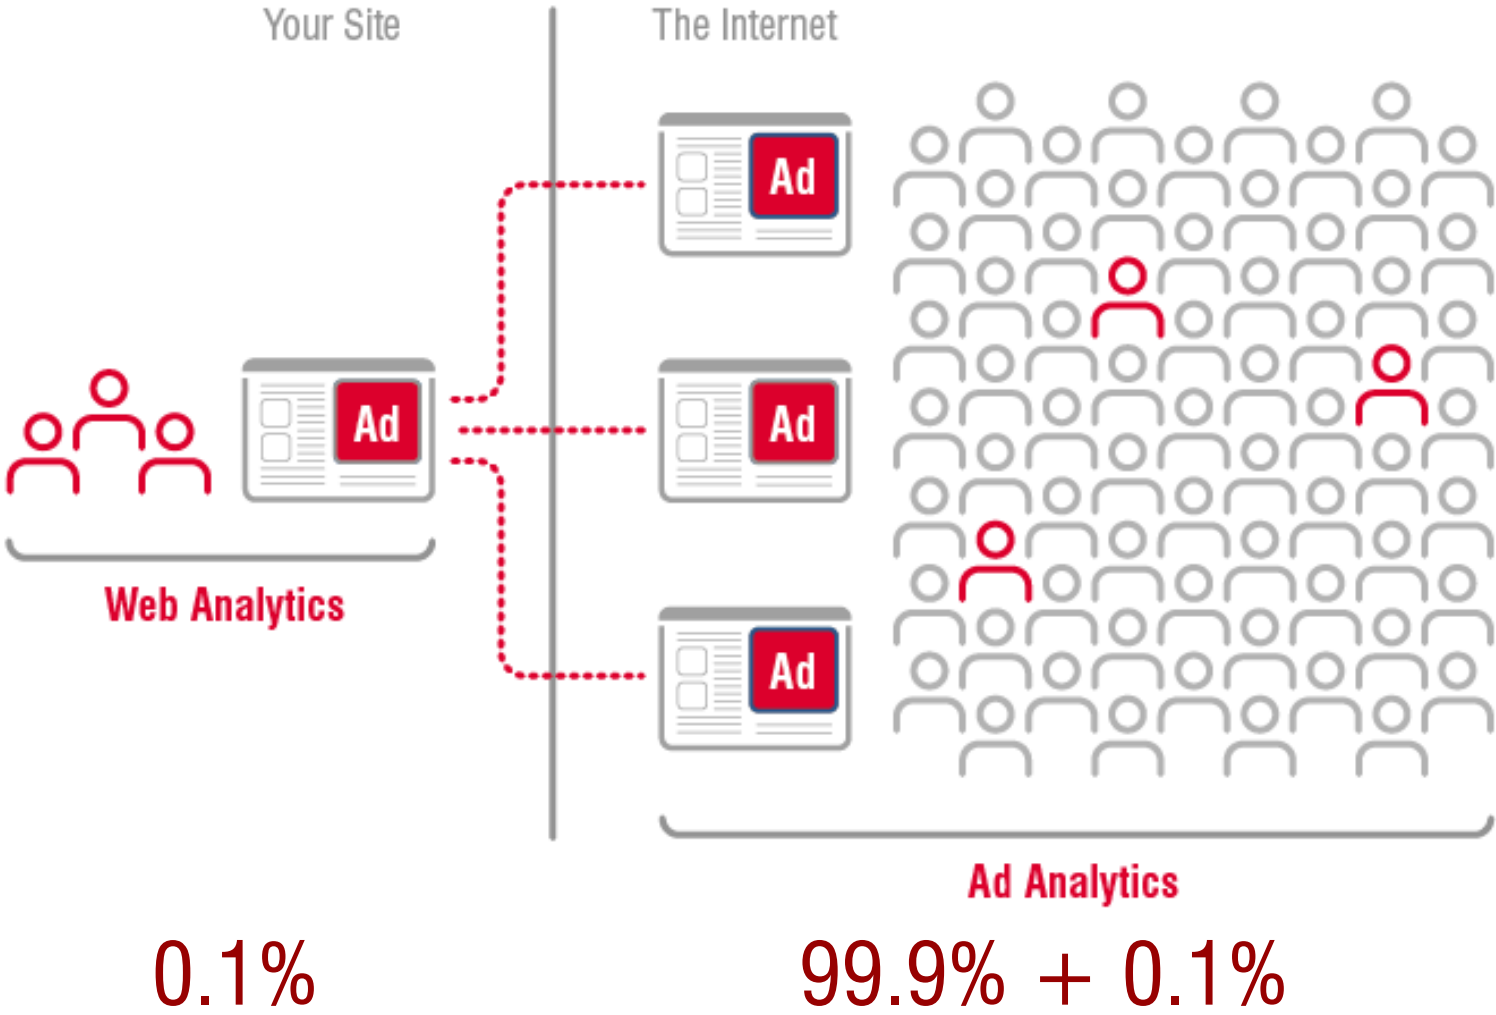 Your Site
The Internet
Ad
Ad
Ad
Ad
Web Analytics
Ad Analytics
0.1%
99.9% + 0.1%